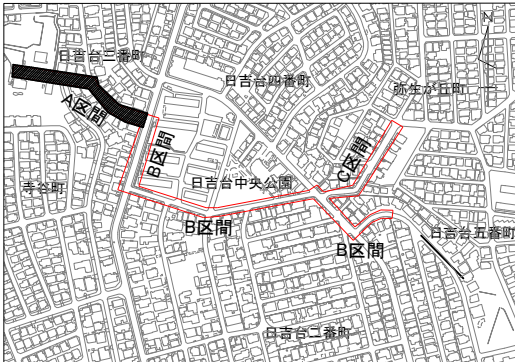 N
日吉台三番町
日吉台四番町
弥生が丘町
A区間
B区間
C区間
寺谷町
日吉台中央公園
B区間
日吉台五番町
B区間
日吉台二番町